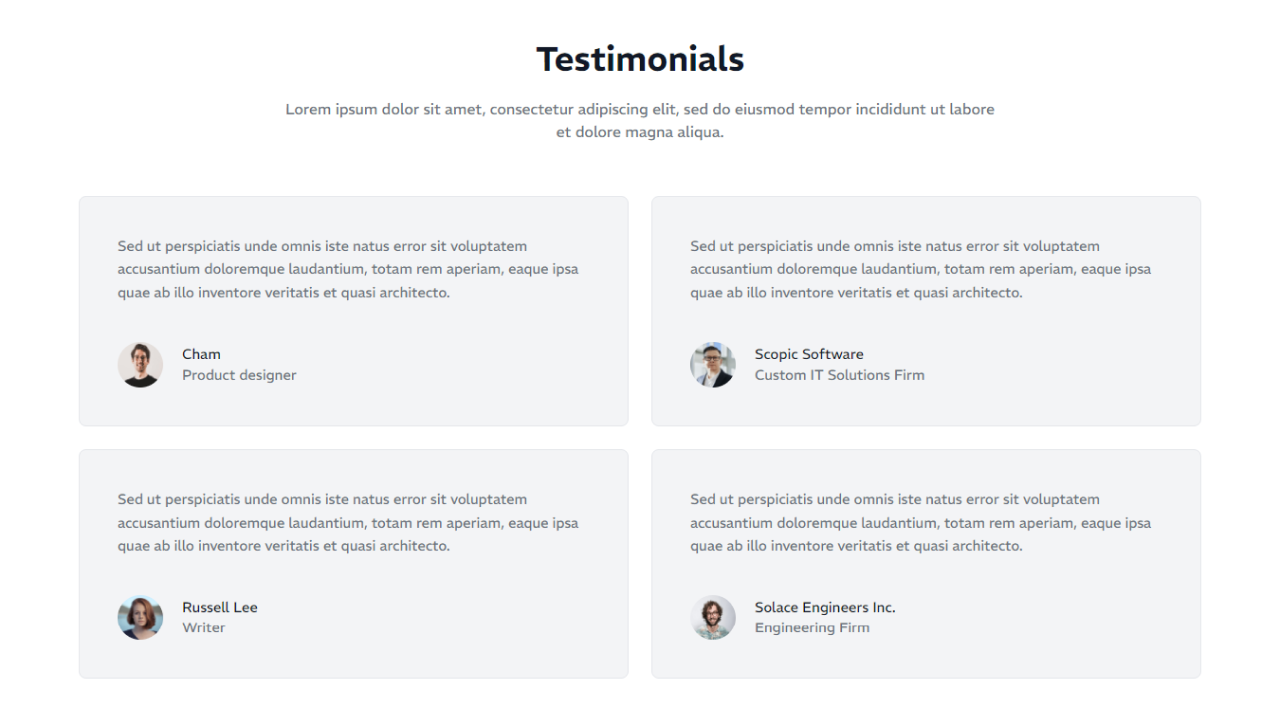 Testimonials
Lorem ipsum dolor sit amet, consectetur adipiscing elit, sed do eiusmod tempor incididunt ut labore
et dolore magna aliqua.
Sed ut perspiciatis unde omnis iste natus error sit voluptatem
accusantium doloremque laudantium, totam rem aperiam, eaque ipsa
quae ab illo inventore veritatis et quasi architecto.
Cham
Product designer
Sed ut perspiciatis unde omnis iste natus error sit voluptatem
accusantium doloremque laudantium, totam rem aperiam, eaque ipsa
quae ab illo inventore veritatis et quasi architecto.
Scopic Software
Custom IT Solutions Firm
Sed ut perspiciatis unde omnis iste natus error sit voluptatem
accusantium doloremque laudantium, totam rem aperiam, eaque ipsa
quae ab illo inventore veritatis et quasi architecto.
Russell Lee
Writer
Sed ut perspiciatis unde omnis iste natus error sit voluptatem
accusantium doloremque laudantium, totam rem aperiam, eaque ipsa
quae ab illo inventore veritatis et quasi architecto.
Solace Engineers Inc.
Engineering Firm